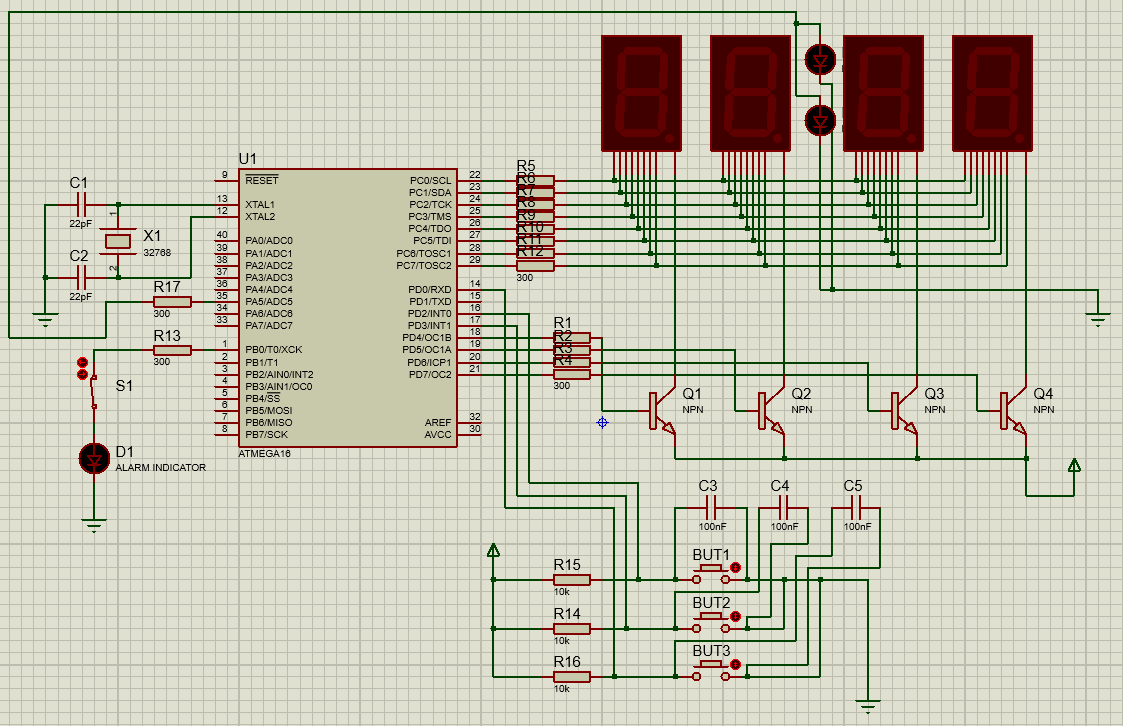 U1
9
RESET
13
XTAL1
12
XTAL2
40
PA0/ADC0
39
PA1/ADC1
38
PA2/ADC2
37
PA3/ADC3
36
PA4/ADC4
35
PA5/ADC5
34
PA6/ADC6
33
PA7/ADC7
1
PB0/T0/XCK
2
PB1/T1
3
PB2/AIN0/INT2
4
PB3/AIN1/OC0
5
PB4/SS
6
PB5/MOSI
7
PB6/MISO
8
PB7/SCK
PC0/SCL
22
PC1/SDA
23
PC2/TCK
24
PC3/TMS
25
PC4/TDO
26
PC5/TDI
27
PC6/TOSC1
28
PC7/TOSC2
29
PD0/RXD
14
PD1/TXD
15
PD2/INT0
16
PD3/INT1
17
PD4/OC1B
18
PD5/OC1A
19
PD6/ICP1
20
PD7/OC2
21
AREF
32
AVCC
30
ATMEGA16
C1
22pF
C2
22pF
1
X1
32768
2
R17
300
R13
300
S1
D1
ALARM INDICATOR
R5
R6
R7
R8
R9
R10
R11
R12
300
R1
R2
R3
R4
300
Q1
NPN
Q2
NPN
Q3
NPN
Q4
NPN
C3
100nF
C4
100nF
C5
100nF
R15
10k
BUT1
R14
10k
BUT2
R16
10k
BUT3